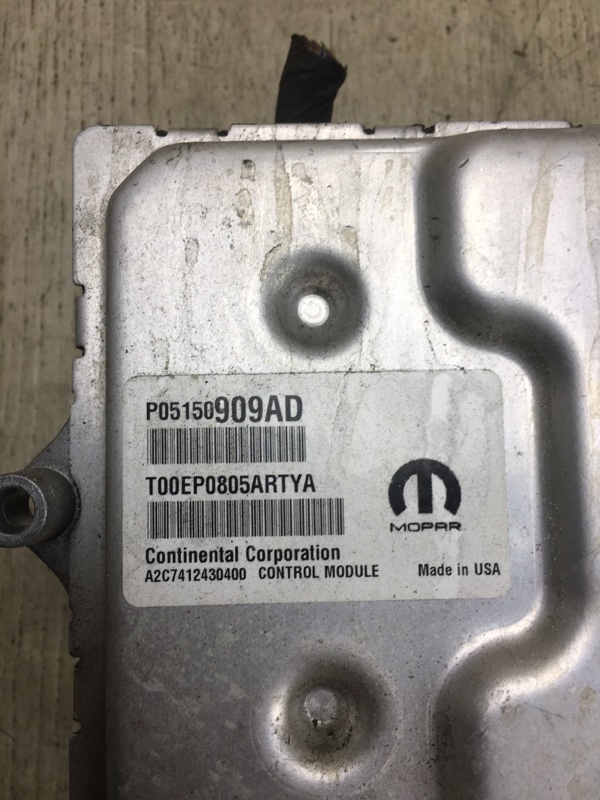 P05150909AD
T00EP0805ARTYA
MOPAR
Continental Corporation
A2C7412430400 CONTROL MODULE Made in USA